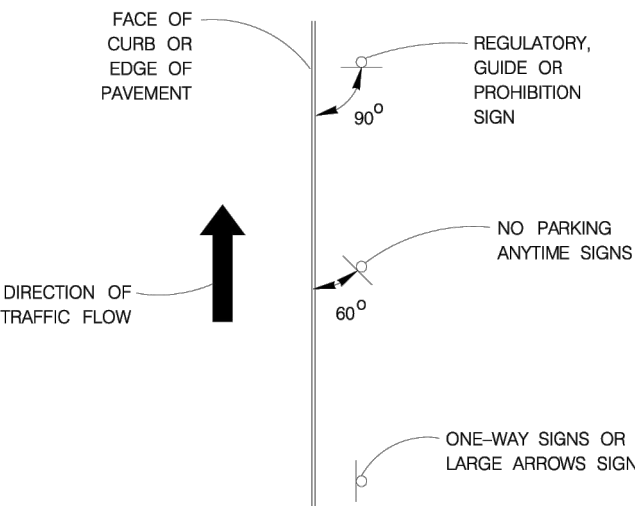 FACE OF
CURB OR
EDGE OF
PAVEMENT
REGULATORY,
GUIDE OR
PROHIBITION
SIGN
90°
NO PARKING
ANYTIME SIGNS
60°
DIRECTION OF
TRAFFIC FLOW
ONE-WAY SIGNS OR
LARGE ARROWS SIGN